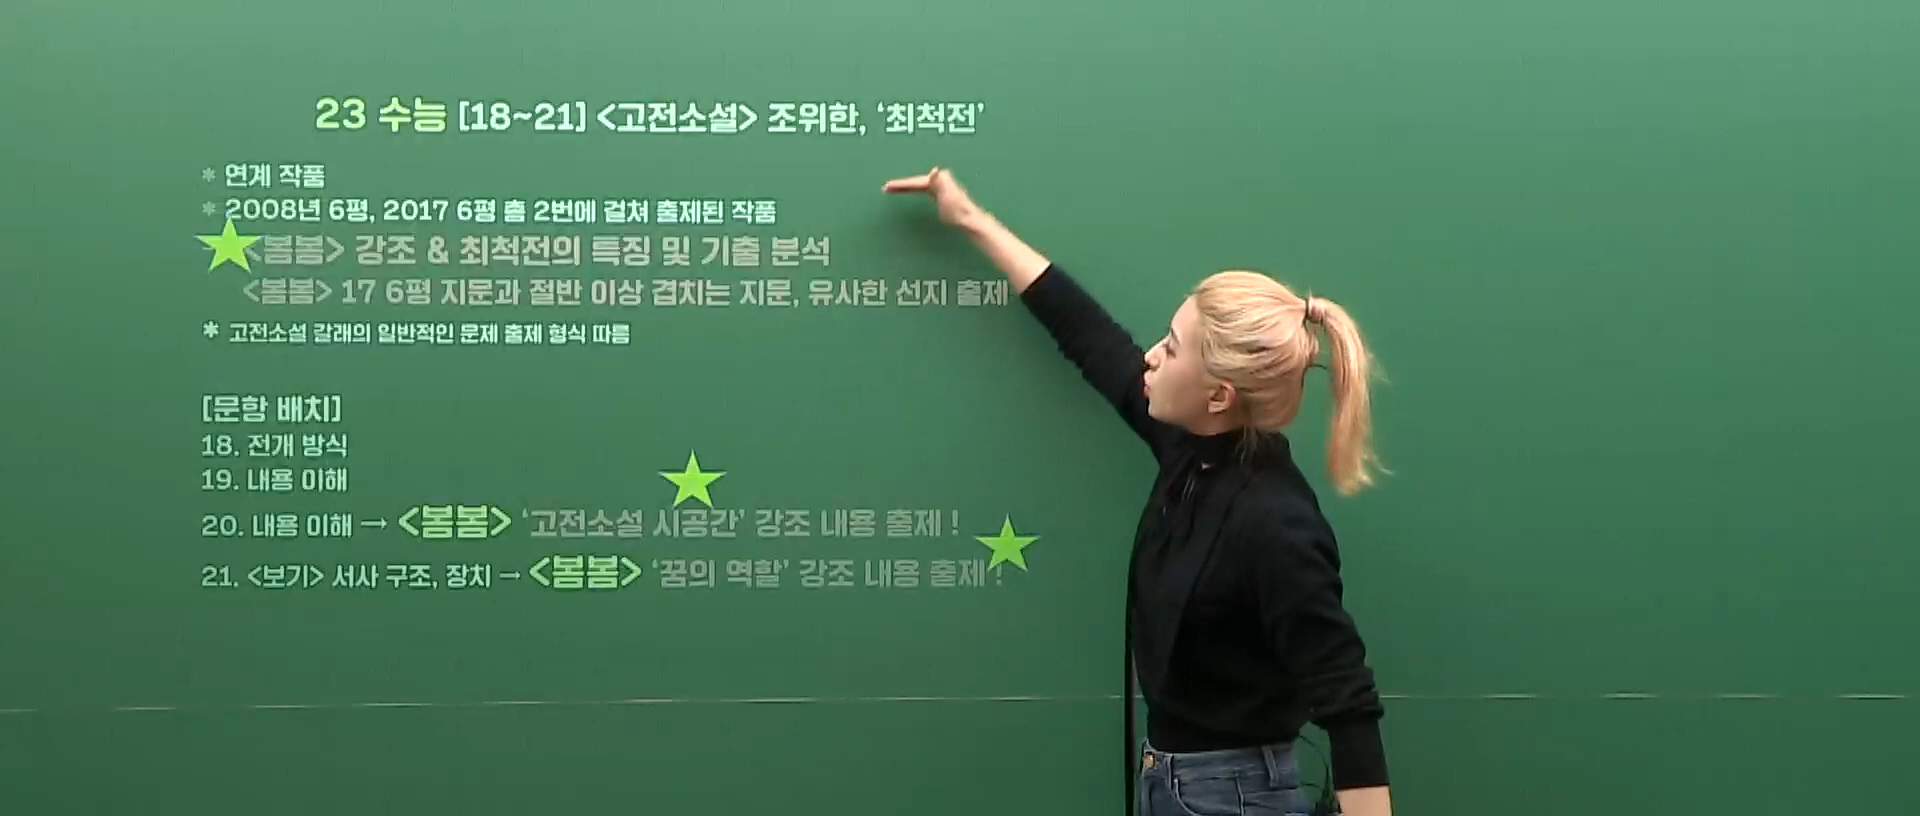 23 수능 [18~21] <고전소설> 조위한, ‘최척전’
* 연계 작품
* 2008년 6평, 2017 6평 총 2번에 걸쳐 출제된 작품
<봄봄> 강조 & 최척전의 특징 및 기출 분석
<봄봄> 17 6평 지문과 절반 이상 겹치는 지문, 유사한 선지 출제
* 고전소설 갈래의 일반적인 문제 출제 형식 따름
[문항 배치]
18. 전개 방식
19. 내용 이해
20. 내용 이해 → <봄봄> ‘고전소설 시공간’ 강조 내용 출제 !
21. <보기> 서사 구조, 장치 → <봄봄> ‘꿈의 역할’ 강조 내용 출제 !